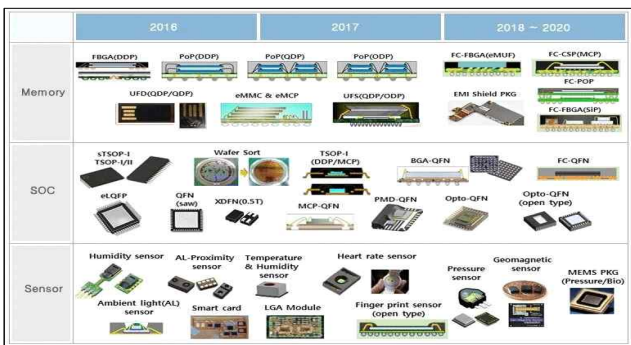 2016
2017
2018 ~ 2020
Memory
FBGA(DDP)
PoP(DDP)
PoP(QDP)
PoP(ODP)
FC-FBGA(eMUF)
FC-CSP(MCP)
UFD(QDP/QDP)
eMMC & eMCP
UFS(QDP/ODP)
EMI Shield PKG
FC-POP
FC-FBGA(SiP)
SOC
sTSOP-I
TSOP-I/II
Wafer Sort
TSOP-I
(DDP/MCP)
BGA-QFN
FC-QFN
eLQFP
QFN
(saw)
XDFN(0.5T)
MCP-QFN
PMD-QFN
Opto-QFN
Opto-QFN
(open type)
Sensor
Humidity sensor
AL-Proximity
sensor
Temperature
& Humidity
sensor
Heart rate sensor
Pressure
sensor
Geomagnetic
sensor
MEMS PKG
(Pressure/Bio)
Ambient light(AL)
sensor
Smart card
LGA Module
Finger print sensor
(open type)